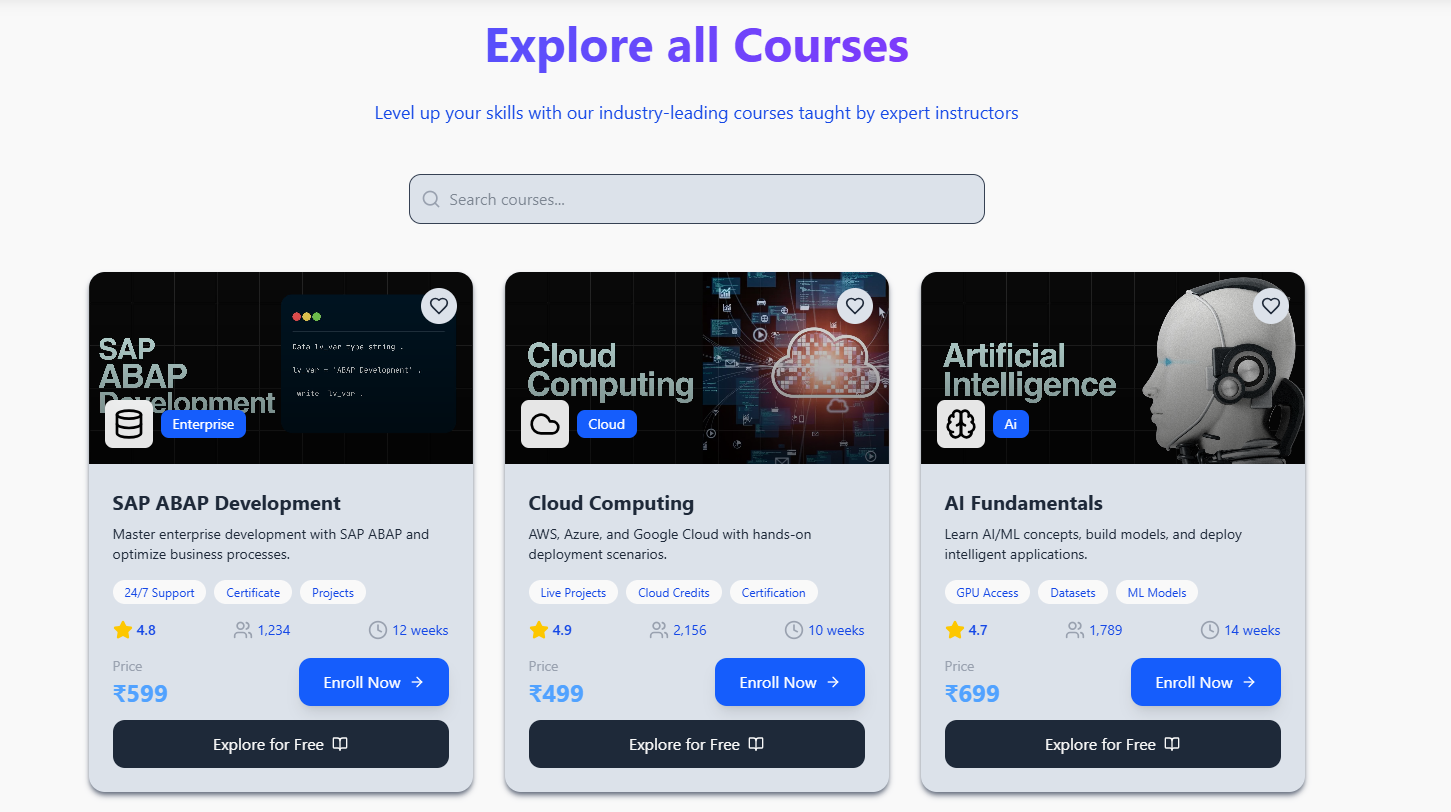 Explore all Courses
Level up your skills with our industry-leading courses taught by expert instructors
Search courses...
SAP
ABAP
Development
Data lv_var type string .
lv_var = 'ABAP Development' .
write lv_var .
Enterprise
SAP ABAP Development
Master enterprise development with SAP ABAP and
optimize business processes.
24/7 Support Certificate Projects
4.8 1,234 12 weeks
Price
₹599
Enroll Now
Explore for Free
Cloud
Computing
Cloud
Cloud Computing
AWS, Azure, and Google Cloud with hands-on
deployment scenarios.
Live Projects Cloud Credits Certification
4.9 2,156 10 weeks
Price
₹499
Enroll Now
Explore for Free
Artificial
Intelligence
Ai
AI Fundamentals
Learn AI/ML concepts, build models, and deploy
intelligent applications.
GPU Access Datasets ML Models
4.7 1,789 14 weeks
Price
₹699
Enroll Now
Explore for Free